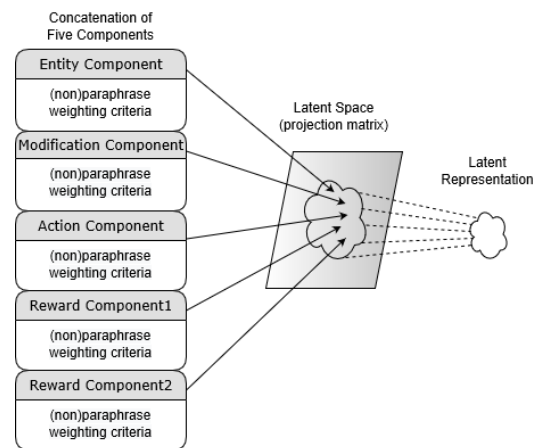 Concatenation of
Five Components
Entity Component
(non)paraphrase
weighting criteria
Modification Component
(non)paraphrase
weighting criteria
Action Component
(non)paraphrase
weighting criteria
Reward Component1
(non)paraphrase
weighting criteria
Reward Component2
(non)paraphrase
weighting criteria
Latent Space
(projection matrix)
Latent
Representation